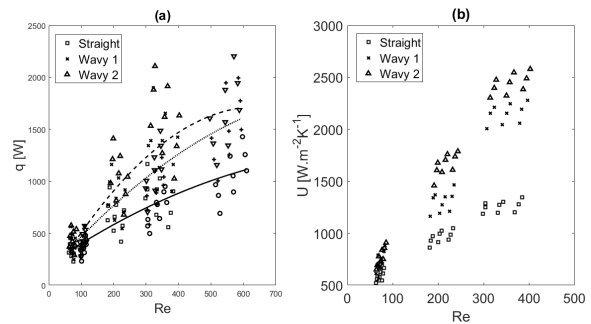 (a)
Straight
Wavy 1
Wavy 2
q [W]
2500
2000
1500
1000
500
0
0 100 200 300 400 500 600 700
Re
(b)
Straight
Wavy 1
Wavy 2
U [W.m⁻²K⁻¹]
3000
2500
2000
1500
1000
500
0 100 200 300 400 500
Re